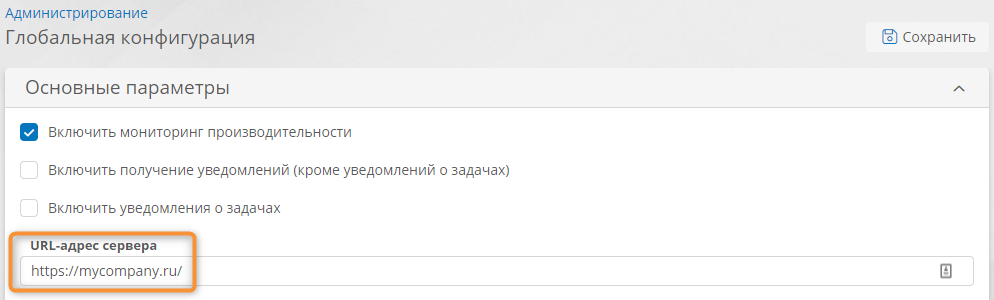 Администрирование
Глобальная конфигурация
Сохранить
Основные параметры
Включить мониторинг производительности
Включить получение уведомлений (кроме уведомлений о задачах)
Включить уведомления о задачах
URL-адрес сервера
https://mycompany.ru/